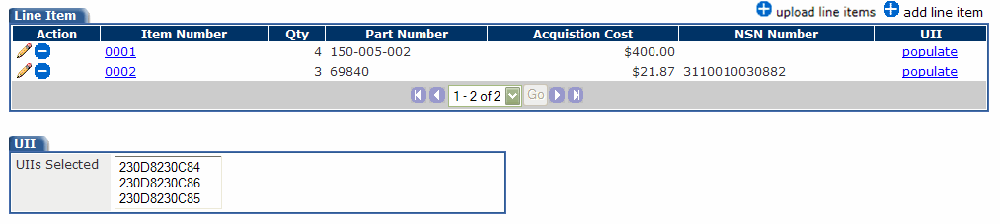 Line Item
upload line items add line item
Action Item Number Qty Part Number Acquistion Cost NSN Number UII
0001 4 150-005-002 $400.00 populate
0002 3 69840 $21.87 3110010030882 populate
1 - 2 of 2 Go
UII
UIIs Selected 230D8230C84
230D8230C86
230D8230C85